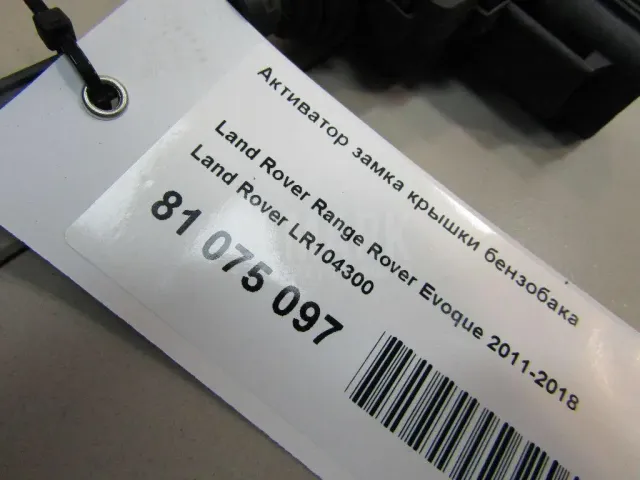 Активатор замка крышки бензобака
Land Rover Range Rover Evoque 2011-2018
Land Rover LR104300
81 075 097